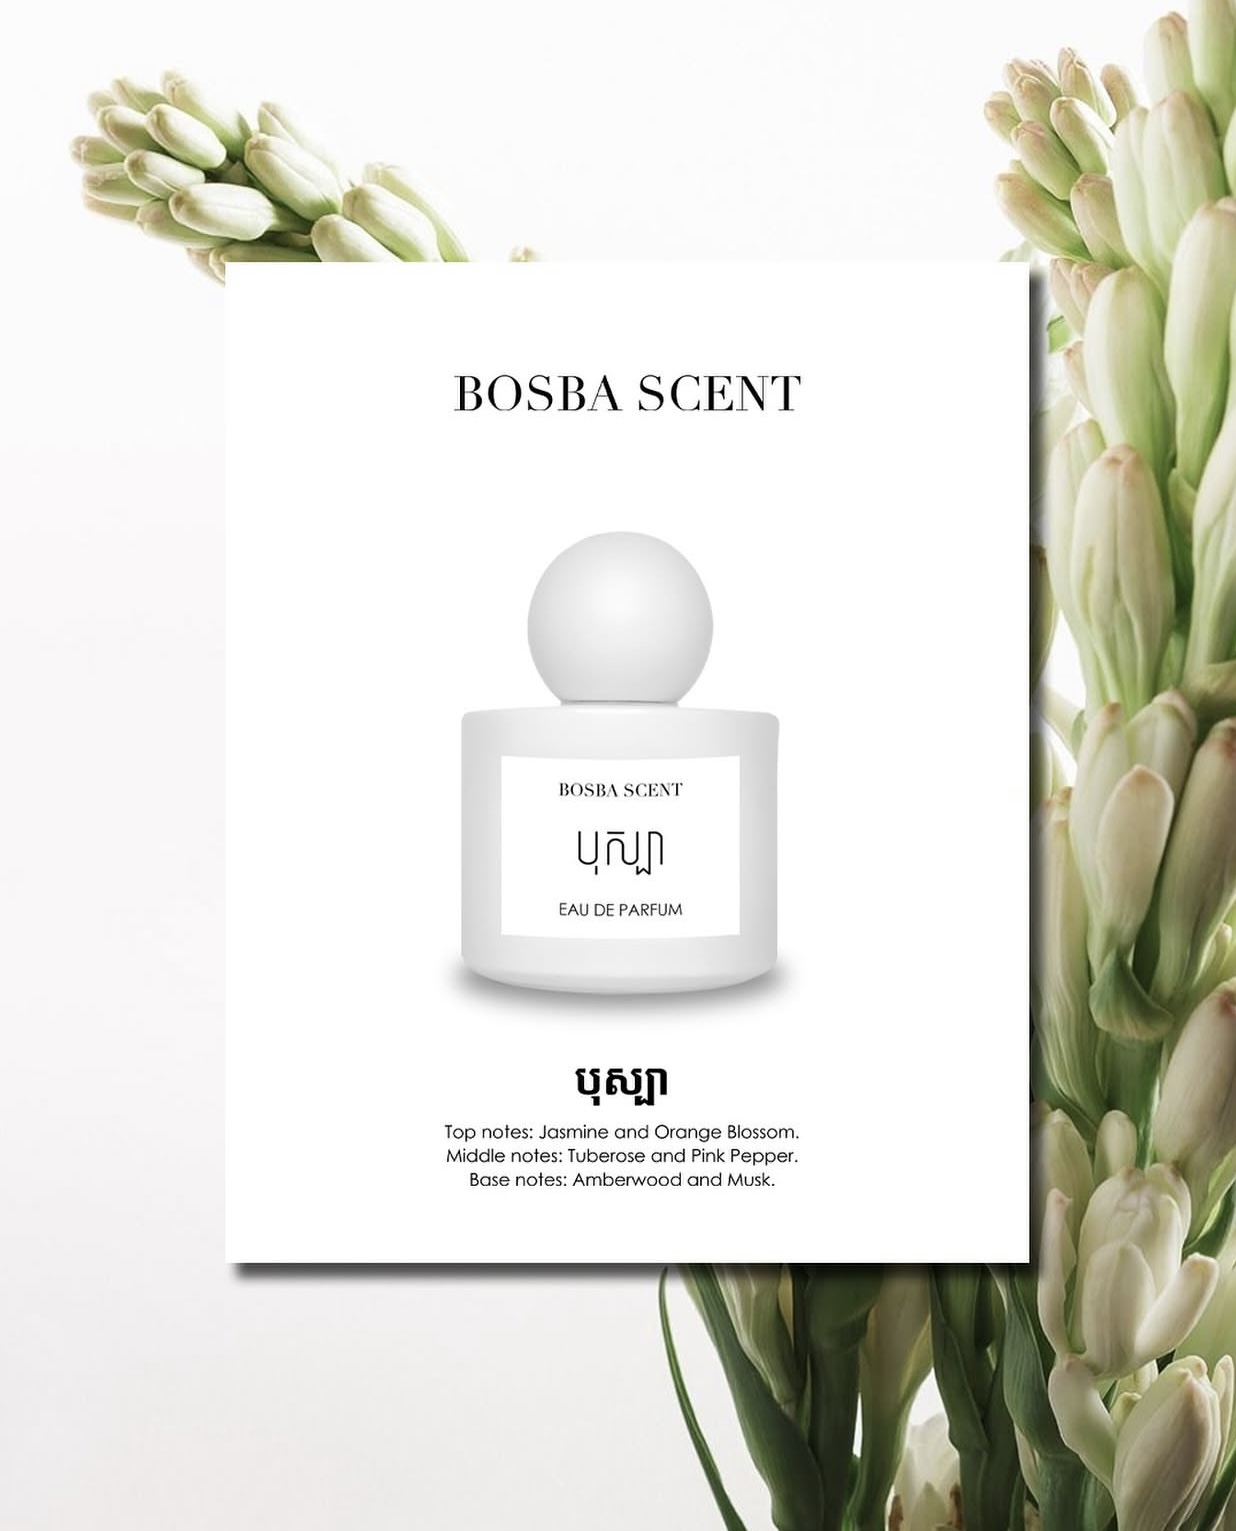 BOSBA SCENT
BOSBA SCENT
បុស្បា
EAU DE PARFUM
បុស្បា
Top notes: Jasmine and Orange Blossom.
Middle notes: Tuberose and Pink Pepper.
Base notes: Amberwood and Musk.